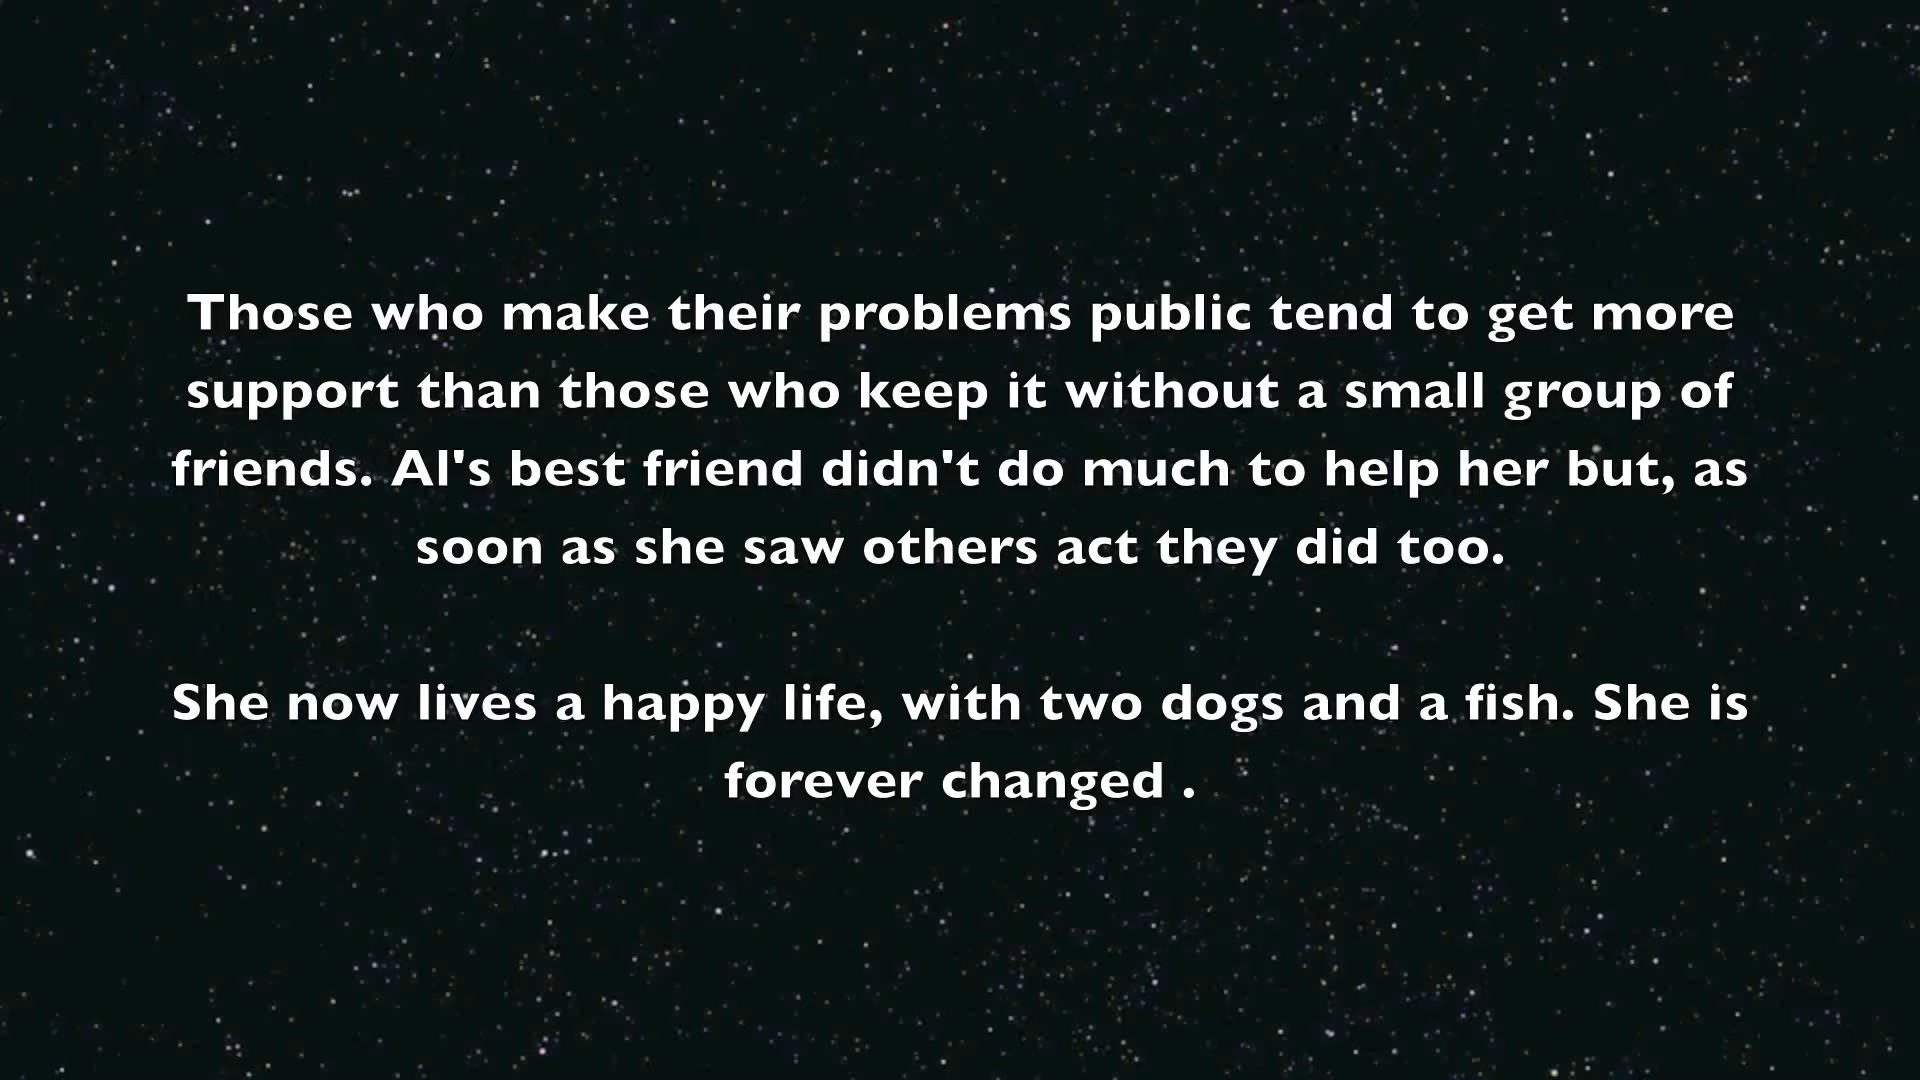 Those who make their problems public tend to get more
support than those who keep it without a small group of
friends. Al's best friend didn't do much to help her but, as
soon as she saw others act they did too.
She now lives a happy life, with two dogs and a fish. She is
forever changed .